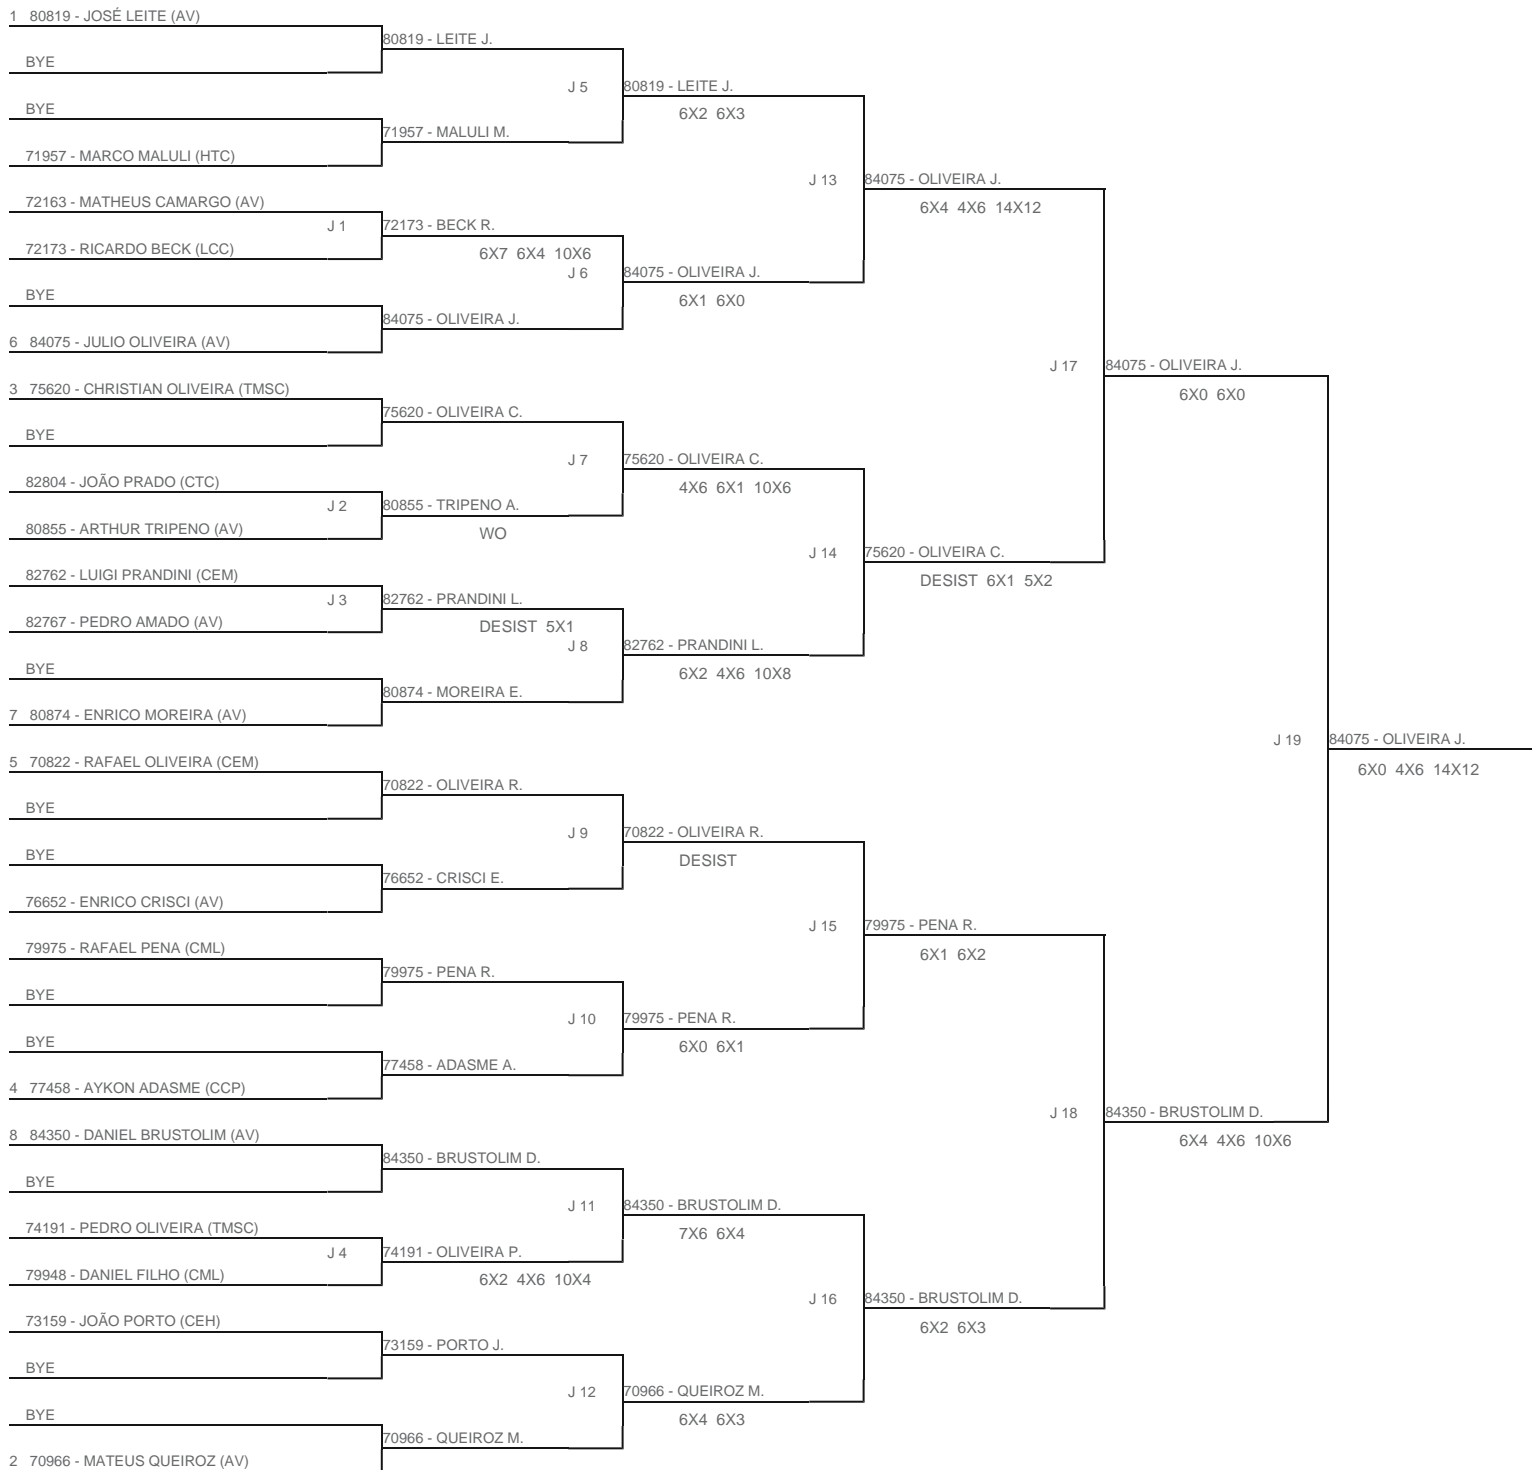 1 80819 - JOSÉ LEITE (AV)
80819 - LEITE J.
BYE
J 5
80819 - LEITE J.
BYE
6X2 6X3
71957 - MALULI M.
71957 - MARCO MALULI (HTC)
J 13
84075 - OLIVEIRA J.
72163 - MATHEUS CAMARGO (AV)
6X4 4X6 14X12
J 1
72173 - BECK R.
72173 - RICARDO BECK (LCC)
6X7 6X4 10X6
J 6
84075 - OLIVEIRA J.
BYE
6X1 6X0
84075 - OLIVEIRA J.
6 84075 - JULIO OLIVEIRA (AV)
J 17
84075 - OLIVEIRA J.
3 75620 - CHRISTIAN OLIVEIRA (TMSC)
6X0 6X0
75620 - OLIVEIRA C.
BYE
J 7
75620 - OLIVEIRA C.
82804 - JOÃO PRADO (CTC)
4X6 6X1 10X6
J 2
80855 - TRIPENO A.
80855 - ARTHUR TRIPENO (AV)
WO
J 14
75620 - OLIVEIRA C.
82762 - LUIGI PRANDINI (CEM)
DESIST 6X1 5X2
J 3
82762 - PRANDINI L.
82767 - PEDRO AMADO (AV)
DESIST 5X1
J 8
82762 - PRANDINI L.
BYE
6X2 4X6 10X8
80874 - MOREIRA E.
7 80874 - ENRICO MOREIRA (AV)
J 19
84075 - OLIVEIRA J.
5 70822 - RAFAEL OLIVEIRA (CEM)
6X0 4X6 14X12
70822 - OLIVEIRA R.
BYE
J 9
70822 - OLIVEIRA R.
BYE
DESIST
76652 - CRISCI E.
76652 - ENRICO CRISCI (AV)
J 15
79975 - PENA R.
79975 - RAFAEL PENA (CML)
6X1 6X2
79975 - PENA R.
BYE
J 10
79975 - PENA R.
BYE
6X0 6X1
77458 - ADASME A.
4 77458 - AYKON ADASME (CCP)
J 18
84350 - BRUSTOLIM D.
8 84350 - DANIEL BRUSTOLIM (AV)
6X4 4X6 10X6
84350 - BRUSTOLIM D.
BYE
J 11
84350 - BRUSTOLIM D.
74191 - PEDRO OLIVEIRA (TMSC)
7X6 6X4
J 4
74191 - OLIVEIRA P.
79948 - DANIEL FILHO (CML)
6X2 4X6 10X4
J 16
84350 - BRUSTOLIM D.
73159 - JOÃO PORTO (CEH)
6X2 6X3
73159 - PORTO J.
BYE
J 12
70966 - QUEIROZ M.
BYE
6X4 6X3
70966 - QUEIROZ M.
2 70966 - MATEUS QUEIROZ (AV)